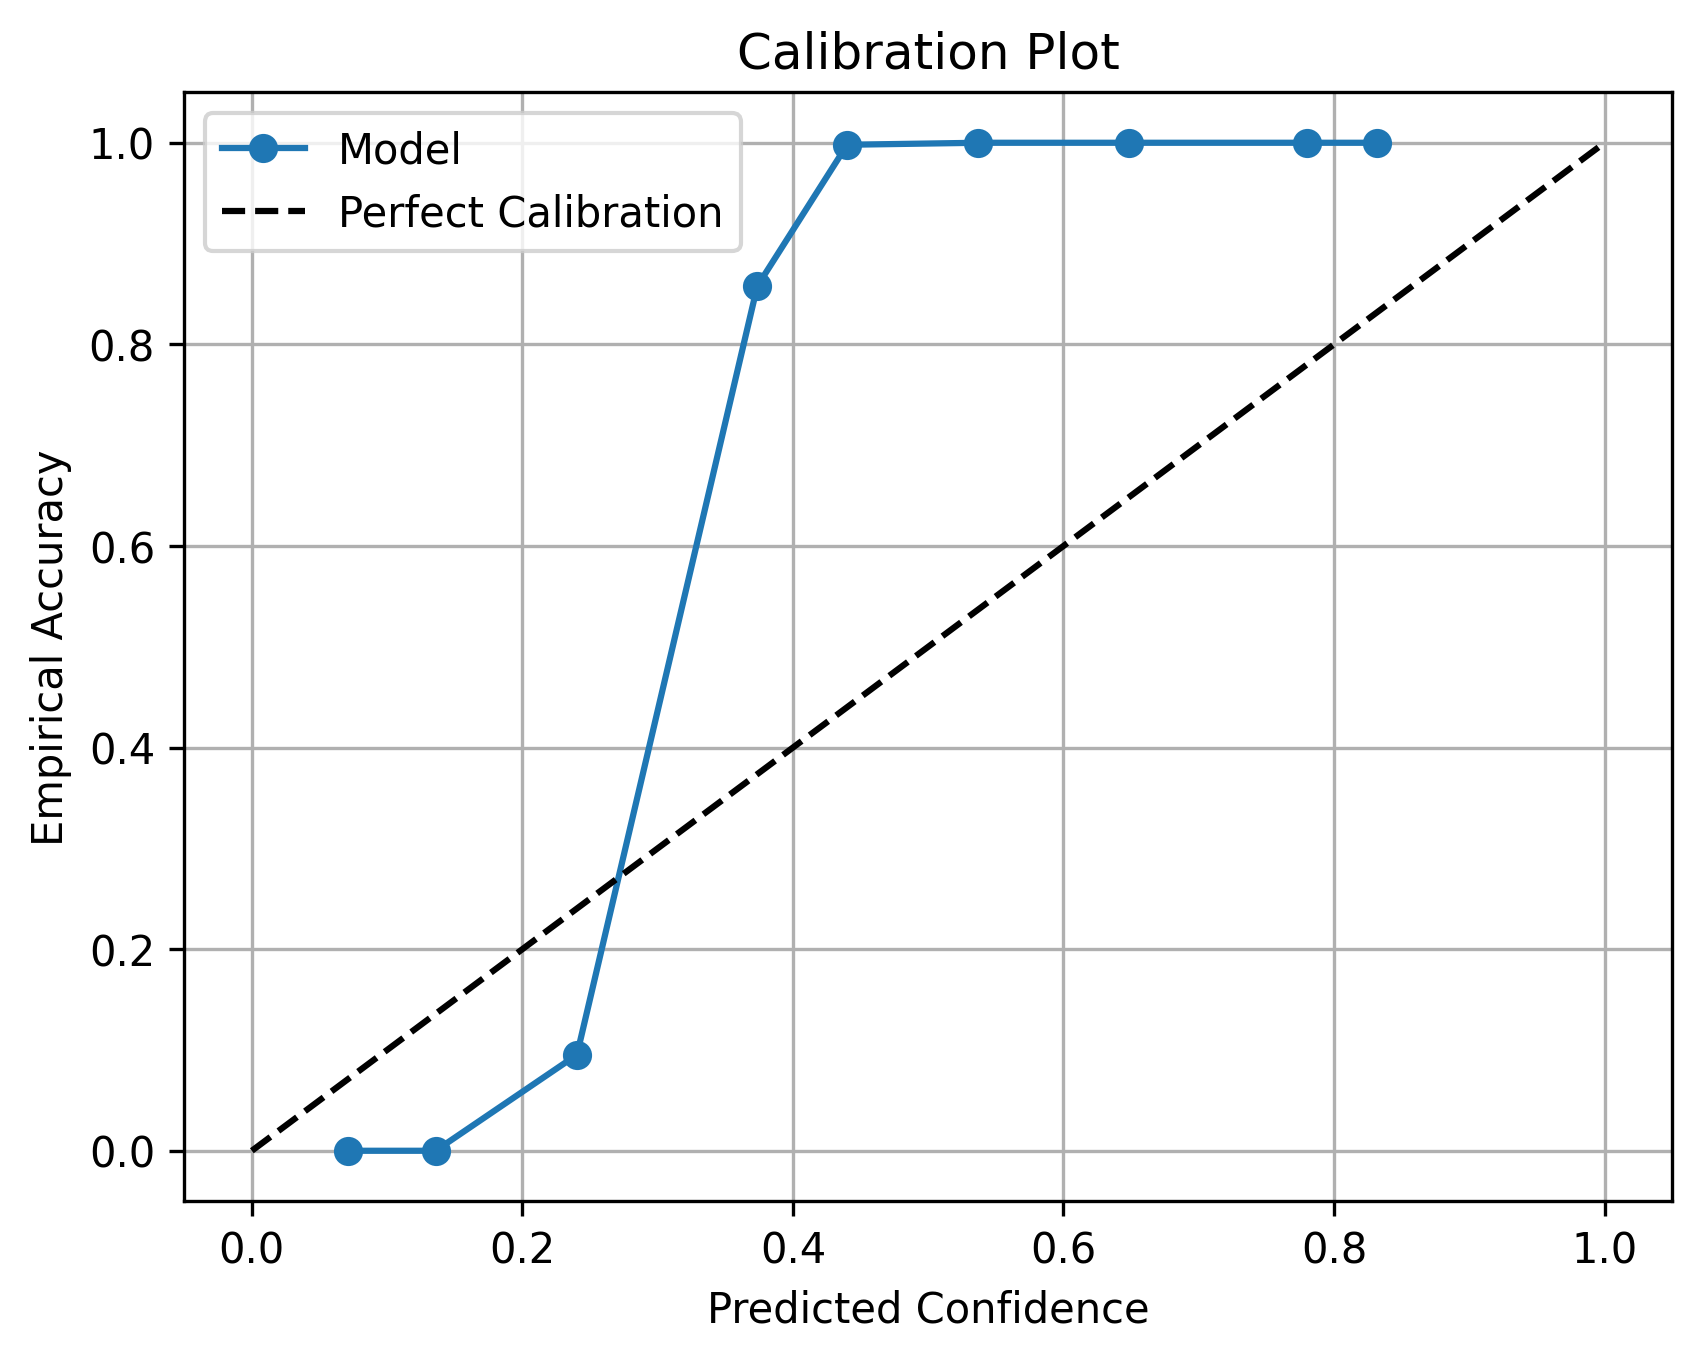 Calibration Plot
Model
Perfect Calibration
1.0
0.8
0.6
0.4
0.2
0.0
Empirical Accuracy
0.0 0.2 0.4 0.6 0.8 1.0
Predicted Confidence